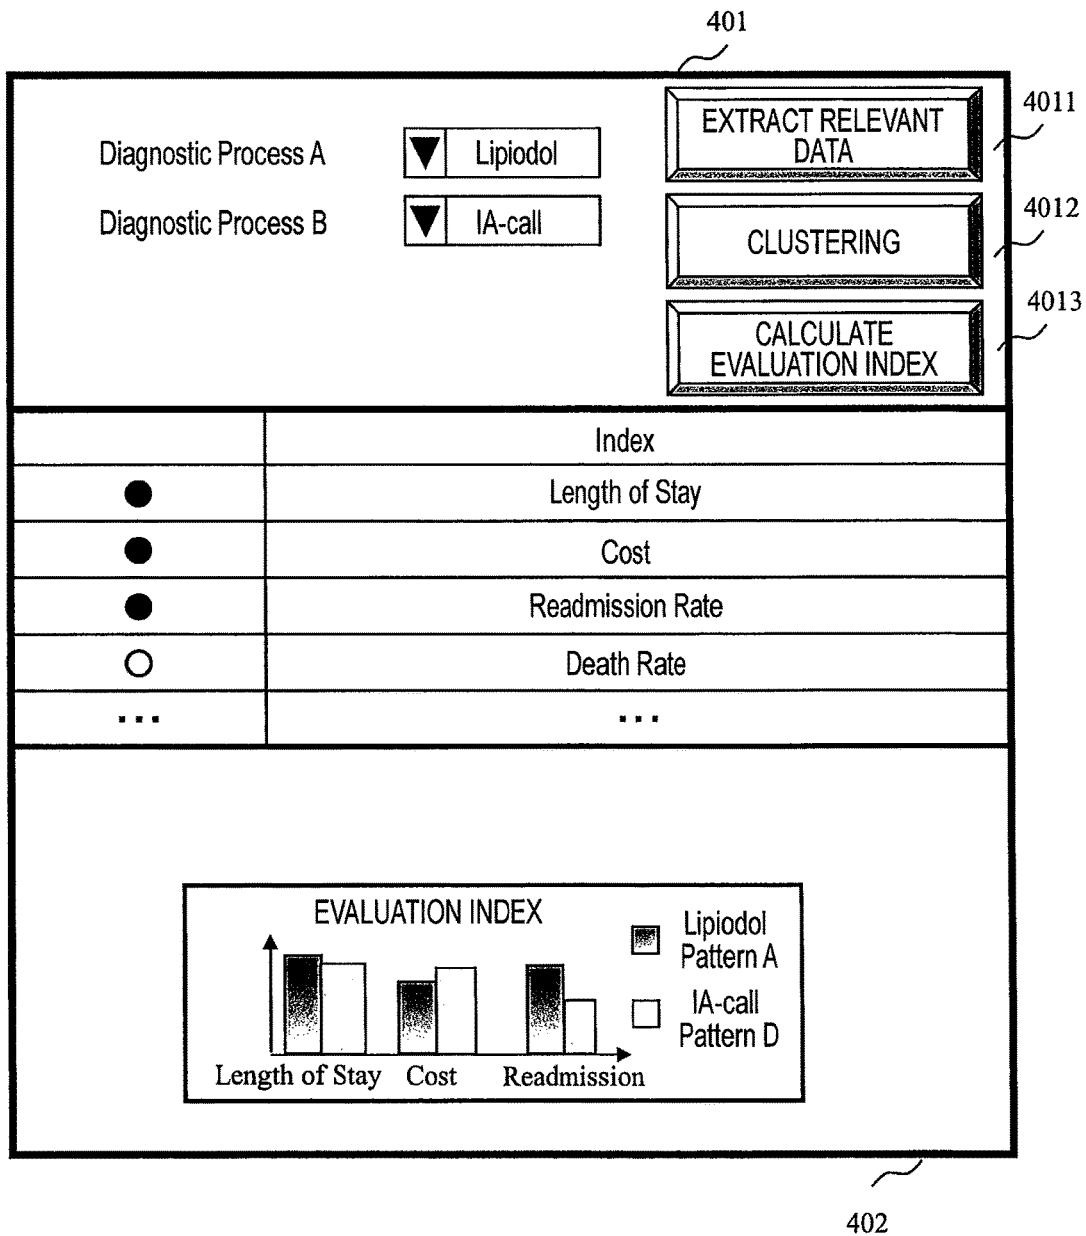 401
Diagnostic Process A
Lipiodol
EXTRACT RELEVANT
DATA
4011
Diagnostic Process B
IA-call
CLUSTERING
4012
CALCULATE
EVALUATION INDEX
4013
Index
Length of Stay
Cost
Readmission Rate
Death Rate
... ...
EVALUATION INDEX
Lipiodol
Pattern A
IA-call
Pattern D
Length of Stay Cost Readmission
402